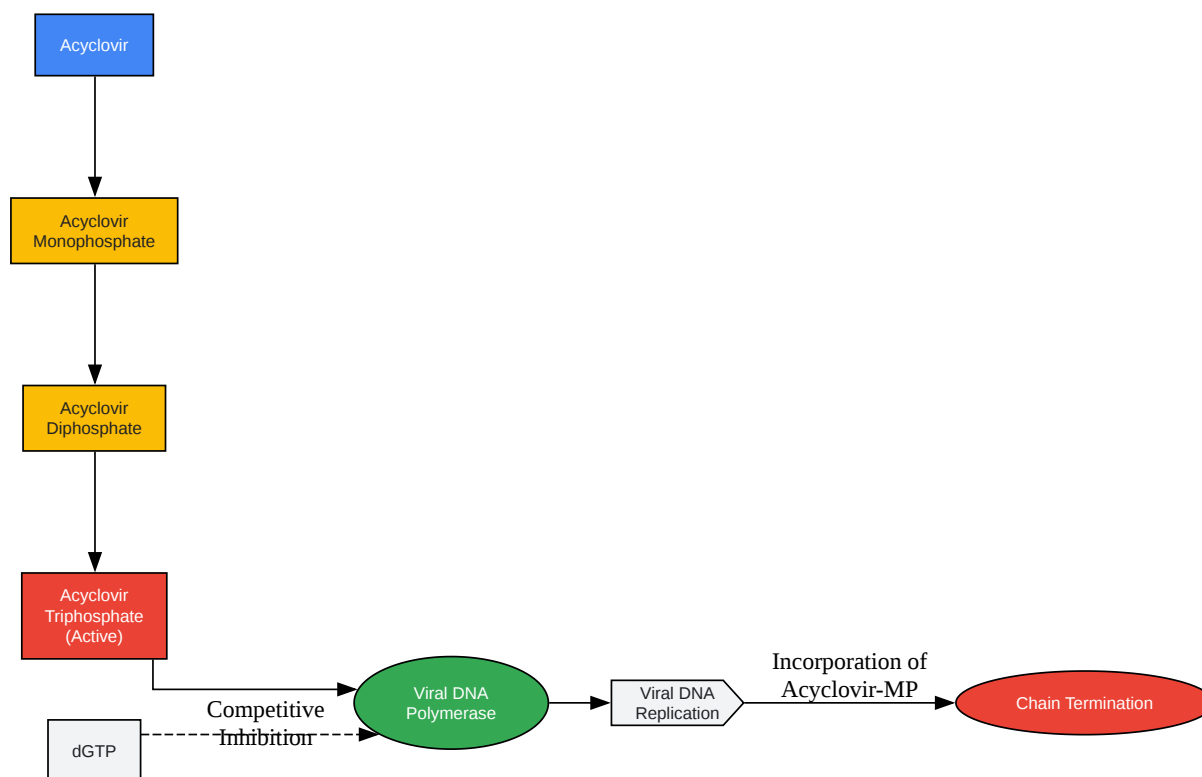 Acyclovir
Acyclovir
Monophosphate
Acyclovir
Diphosphate
Acyclovir
Triphosphate
(Active)
Competitive
Inhibition
dGTP
Viral DNA
Polymerase
Viral DNA
Replication
Incorporation of
Acyclovir-MP
Chain Termination